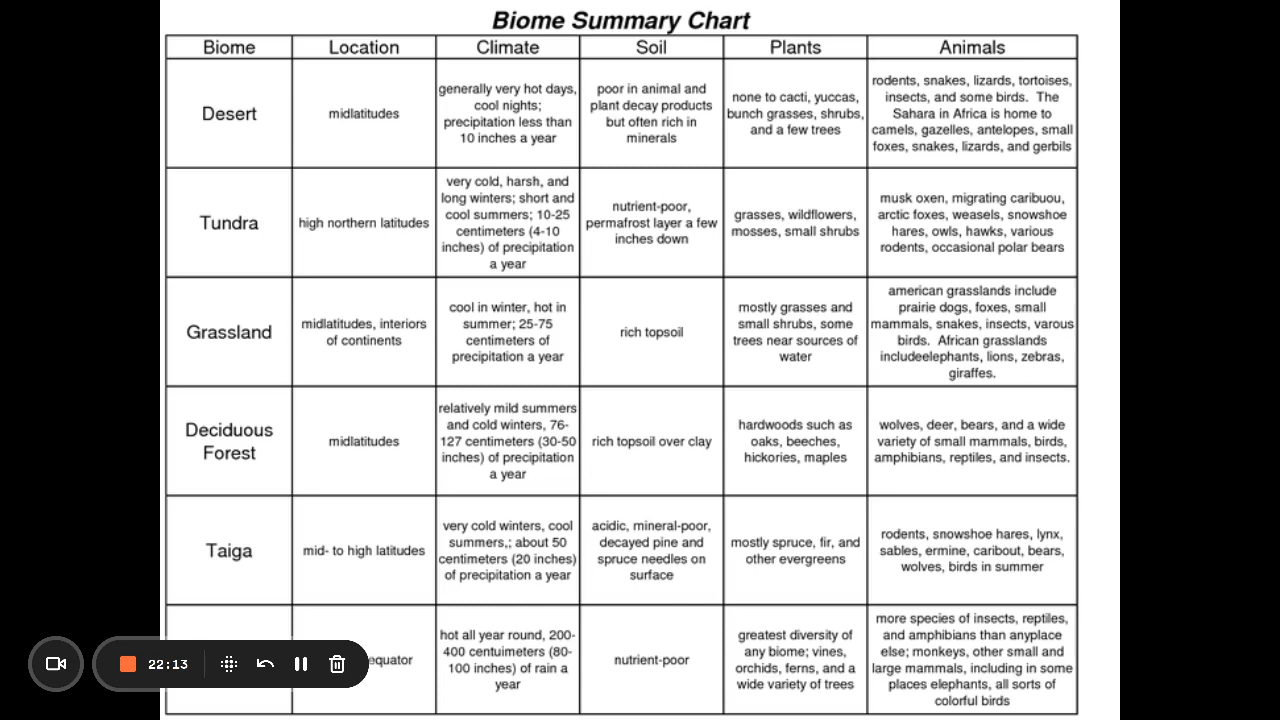 Biome Summary Chart
Biome
Location
Climate
Soil
Plants
Animals
Desert
midlatitudes
generally very hot days,
cool nights;
precipitation less than
10 inches a year
poor in animal and
plant decay products
but often rich in
minerals
none to cacti, yuccas,
bunch grasses, shrubs,
and a few trees
rodents, snakes, lizards, tortoises,
insects, and some birds. The
Sahara in Africa is home to
camels, gazelles, antelopes, small
foxes, snakes, lizards, and gerbils
Tundra
high northern latitudes
very cold, harsh, and
long winters; short and
cool summers; 10-25
centimeters (4-10
inches) of precipitation
a year
nutrient-poor,
permafrost layer a few
inches down
grasses, wildflowers,
mosses, small shrubs
musk oxen, migrating caribuou,
arctic foxes, weasels, snowshoe
hares, owls, hawks, various
rodents, occasional polar bears
Grassland
midlatitudes, interiors
of continents
cool in winter, hot in
summer; 25-75
centimeters of
precipitation a year
rich topsoil
mostly grasses and
small shrubs, some
trees near sources of
water
american grasslands include
prairie dogs, foxes, small
mammals, snakes, insects, varous
birds. African grasslands
includeelephants, lions, zebras,
giraffes.
Deciduous
Forest
midlatitudes
relatively mild summers
and cold winters, 76-
127 centimeters (30-50
inches) of precipitation
a year
rich topsoil over clay
hardwoods such as
oaks, beeches,
hickories, maples
wolves, deer, bears, and a wide
variety of small mammals, birds,
amphibians, reptiles, and insects.
Taiga
mid- to high latitudes
very cold winters, cool
summers,; about 50
centimeters (20 inches)
of precipitation a year
acidic, mineral-poor,
decayed pine and
spruce needles on
surface
mostly spruce, fir, and
other evergreens
rodents, snowshoe hares, lynx,
sables, ermine, caribout, bears,
wolves, birds in summer
equator
hot all year round, 200-
400 centuimeters (80-
100 inches) of rain a
year
nutrient-poor
greatest diversity of
any biome; vines,
orchids, ferns, and a
wide variety of trees
more species of insects, reptiles,
and amphibians than anyplace
else; monkeys, other small and
large mammals, including in some
places elephants, all sorts of
colorful birds
22:13